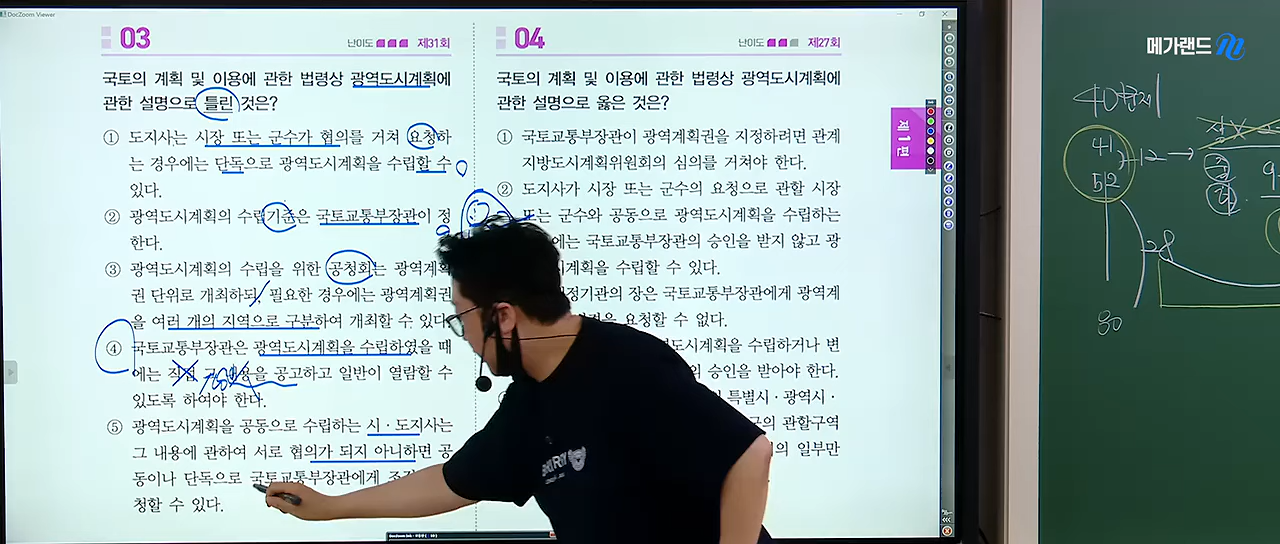 DocZoom Viewer
03
난이도
제31회
국토의 계획 및 이용에 관한 법령상 광역도시계획에
관한 설명으로 틀린 것은?
① 도지사는 시장 또는 군수가 협의를 거쳐 요청하
는 경우에는 단독으로 광역도시계획을 수립할 수
있다.
② 광역도시계획의 수립기준은 국토교통부장관이 정
한다.
③ 광역도시계획의 수립을 위한 공청회는 광역계획
권 단위로 개최하되, 필요한 경우에는 광역계획권
을 여러 개의 지역으로 구분하여 개최할 수 있다
④ 국토교통부장관은 광역도시계획을 수립하였을 때
에는 직접 그 내용을 공고하고 일반이 열람할 수
있도록 하여야 한다.
⑤ 광역도시계획을 공동으로 수립하는 시·도지사는
그 내용에 관하여 서로 협의가 되지 아니하면 공
동이나 단독으로 국토교통부장관에게
청할 수 있다.
04
난이도
제27회
국토의 계획 및 이용에 관한 법령상 광역도시계획에
관한 설명으로 옳은 것은?
① 국토교통부장관이 광역계획권을 지정하려면 관계
지방도시계획위원회의 심의를 거쳐야 한다.
② 도지사가 시장 또는 군수의 요청으로 관할 시장
또는 군수와 공동으로 광역도시계획을 수립하는
에는 국토교통부장관의 승인을 받지 않고 광
시계획을 수립할 수 있다.
정기관의 장은 국토교통부장관에게 광역계
을 요청할 수 없다.
계획을 수립하거나 변
승인을 받아야 한다.
특별시·광역시·
의 관할구역
의 일부만
제1편
메가랜드
40문제
41
12
52
28
80